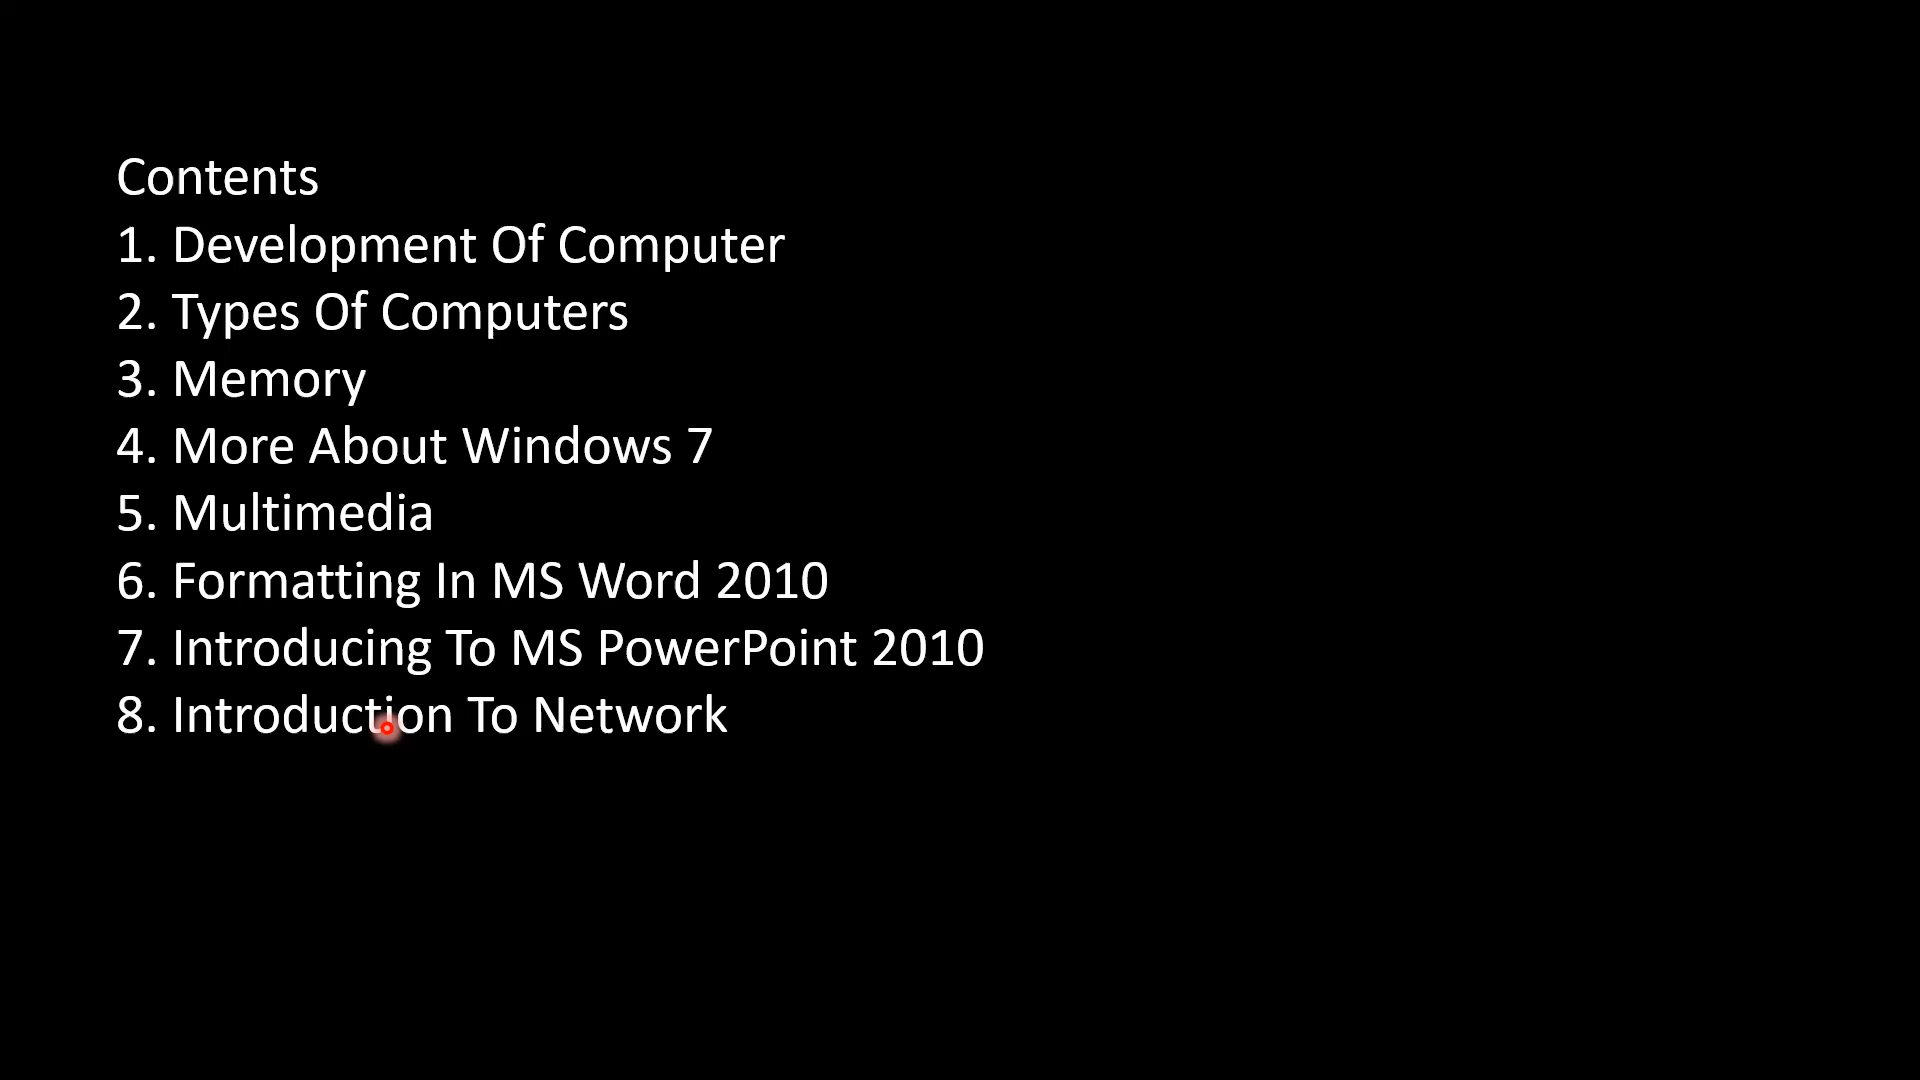 Contents
1. Development Of Computer
2. Types Of Computers
3. Memory
4. More About Windows 7
5. Multimedia
6. Formatting In MS Word 2010
7. Introducing To MS PowerPoint 2010
8. Introduction To Network